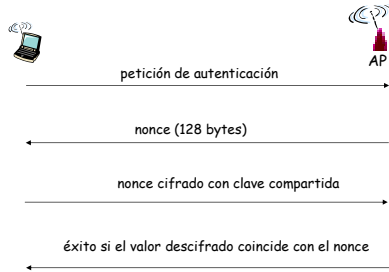 AP
petición de autenticación
nonce (128 bytes)
nonce cifrado con clave compartida
éxito si el valor descifrado coincide con el nonce